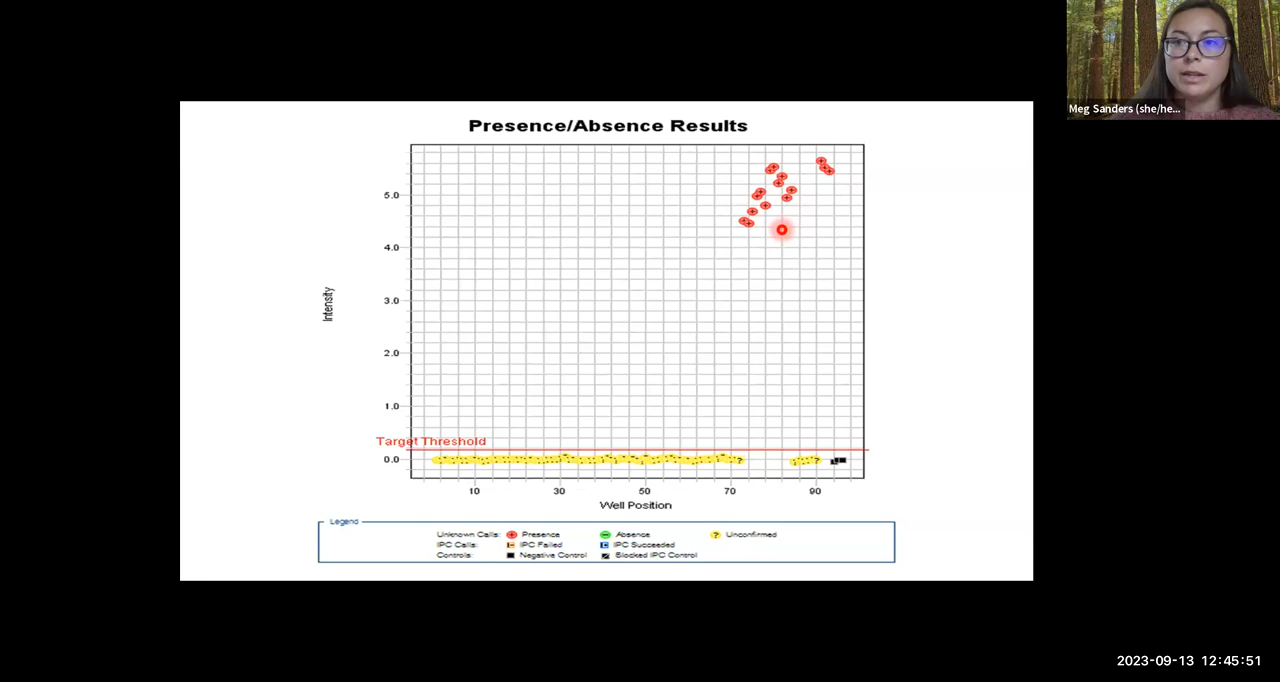 Meg Sanders (she/he...
Presence/Absence Results
5.0
4.0
3.0
2.0
1.0
0.0
Intensity
Target Threshold
10 30 50 70 90
Well Position
Legend
Unknown Calls: Presence Absence ? Unconfirmed
IPC Calls: IPC Failed IPC Succeeded
Controls: Negative Control Blocked IPC Control
2023-09-13 12:45:51